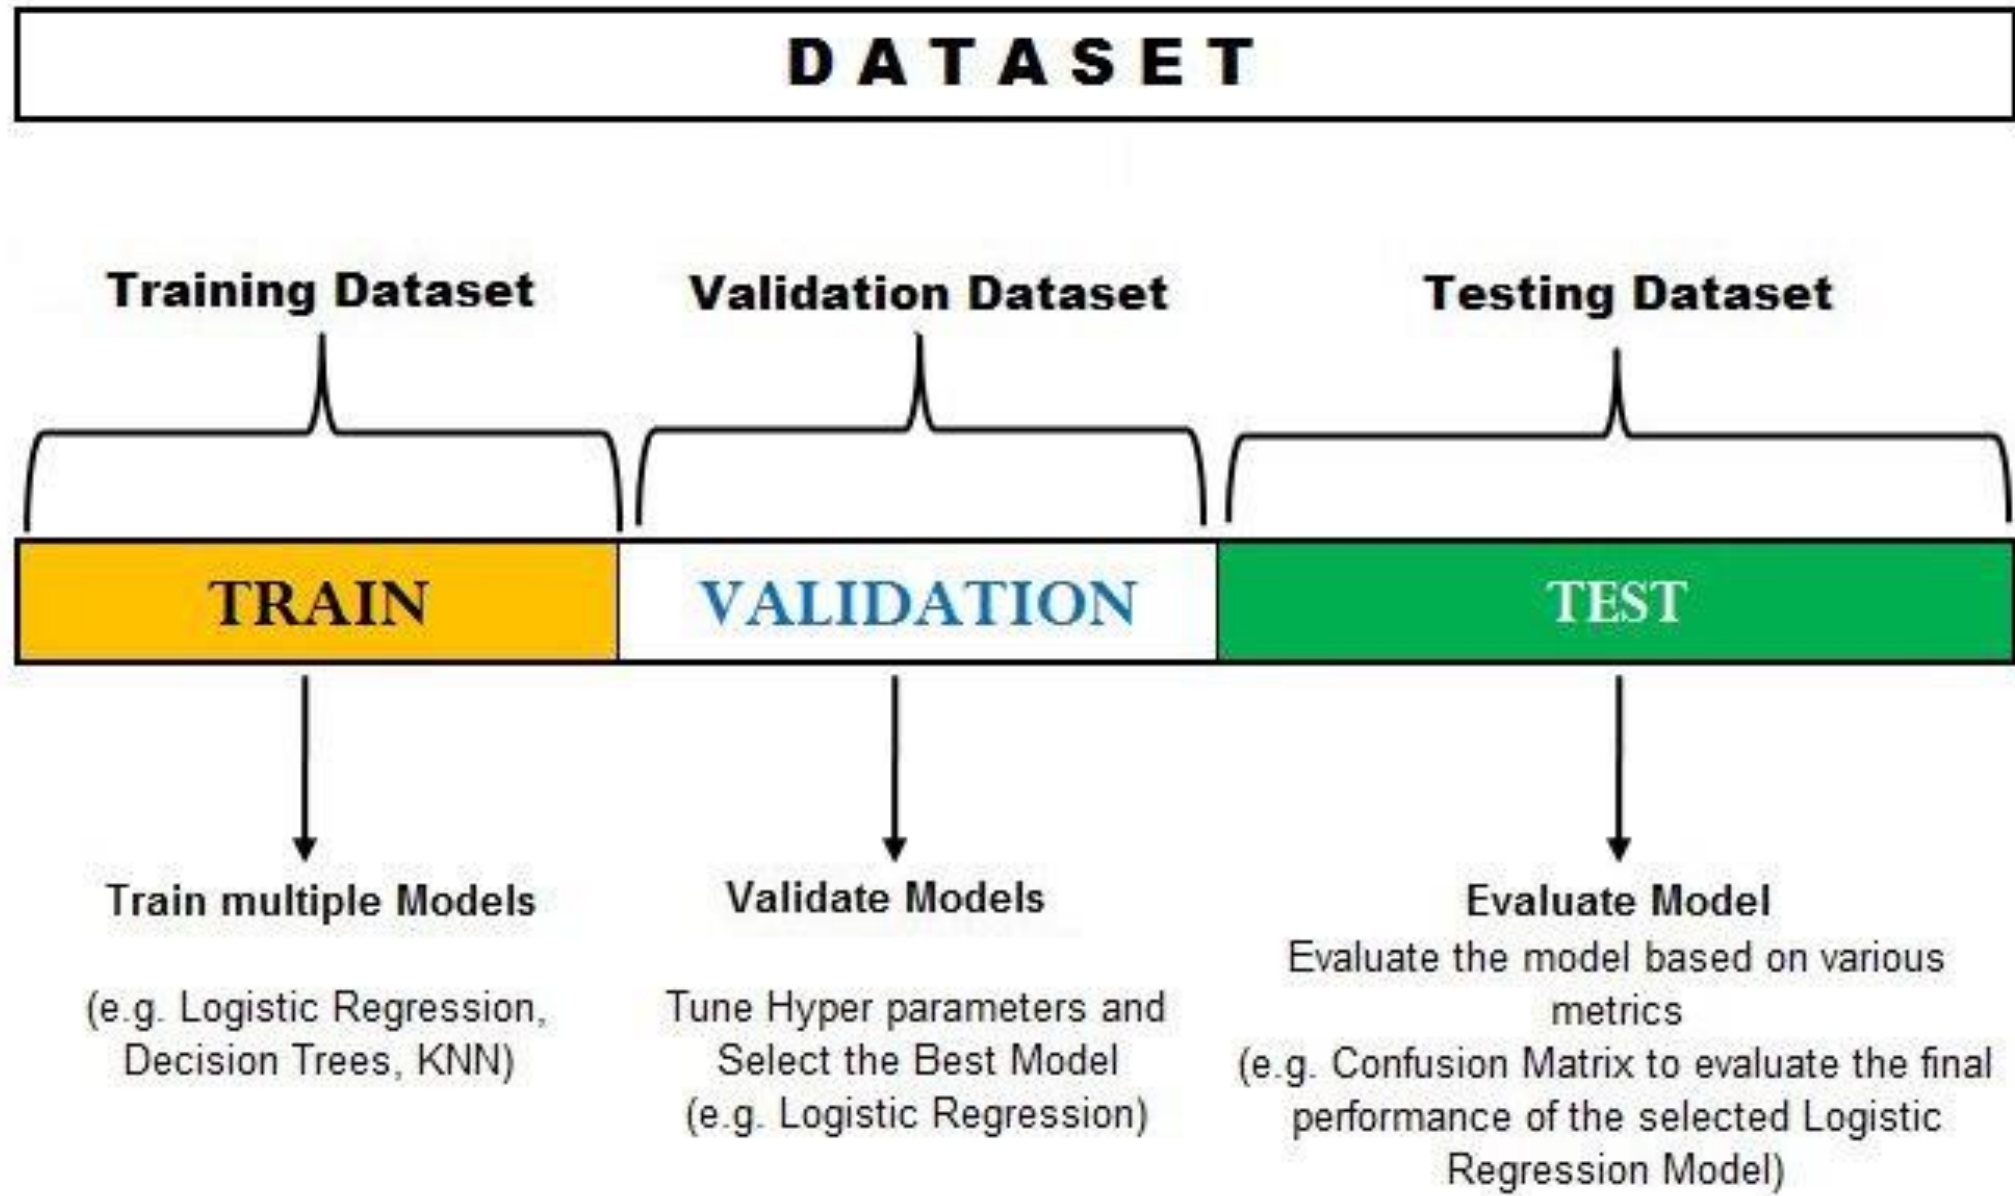 DATASET
Training Dataset
Validation Dataset
Testing Dataset
TRAIN
VALIDATION
TEST
Train multiple Models
(e.g. Logistic Regression,
Decision Trees, KNN)
Validate Models
Tune Hyper parameters and
Select the Best Model
(e.g. Logistic Regression)
Evaluate Model
Evaluate the model based on various
metrics
(e.g. Confusion Matrix to evaluate the final
performance of the selected Logistic
Regression Model)